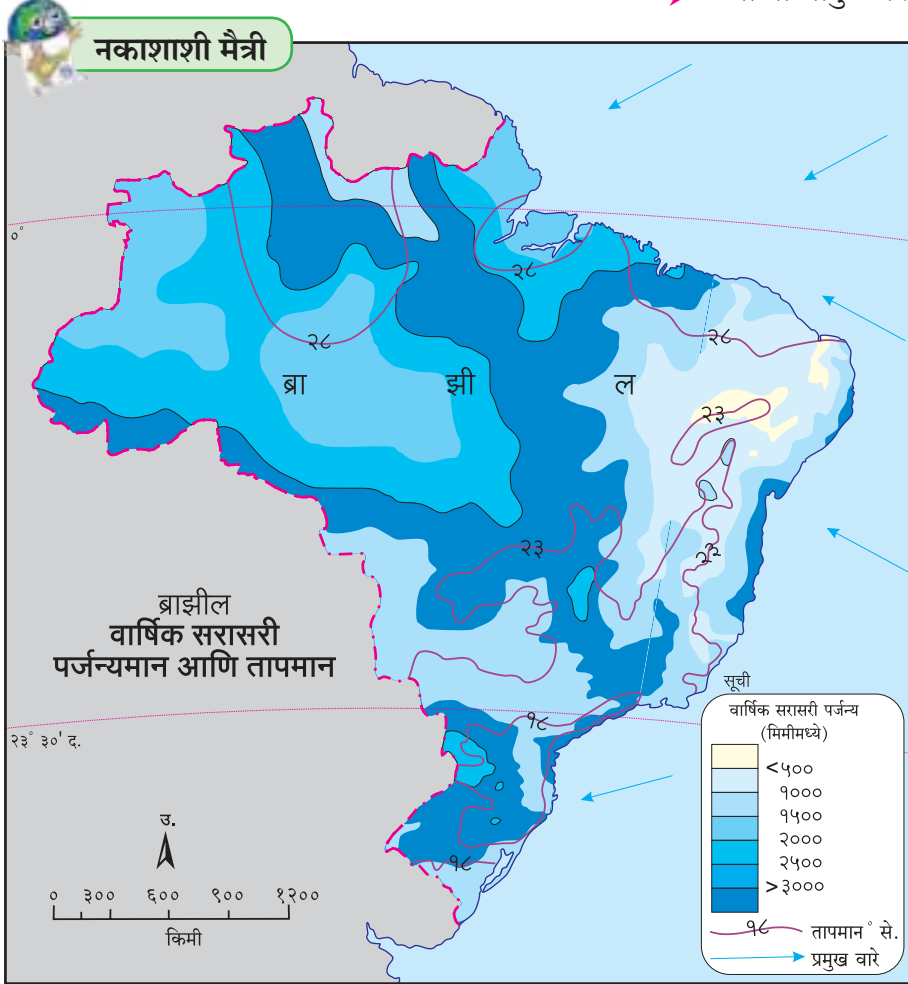 नकाशाशी मैत्री
०°
२८
२८
२८
ब्रा झी ल
२३
२३
२३
ब्राझील
वार्षिक सरासरी
पर्जन्यमान आणि तापमान
२३° ३०' द.
१८
१८
उ.
० ३०० ६०० ९०० १२००
किमी
सूची
वार्षिक सरासरी पर्जन्य
(मिमीमध्ये)
<५००
१०००
१५००
२०००
२५००
>३०००
१८ तापमान ° से.
प्रमुख वारे